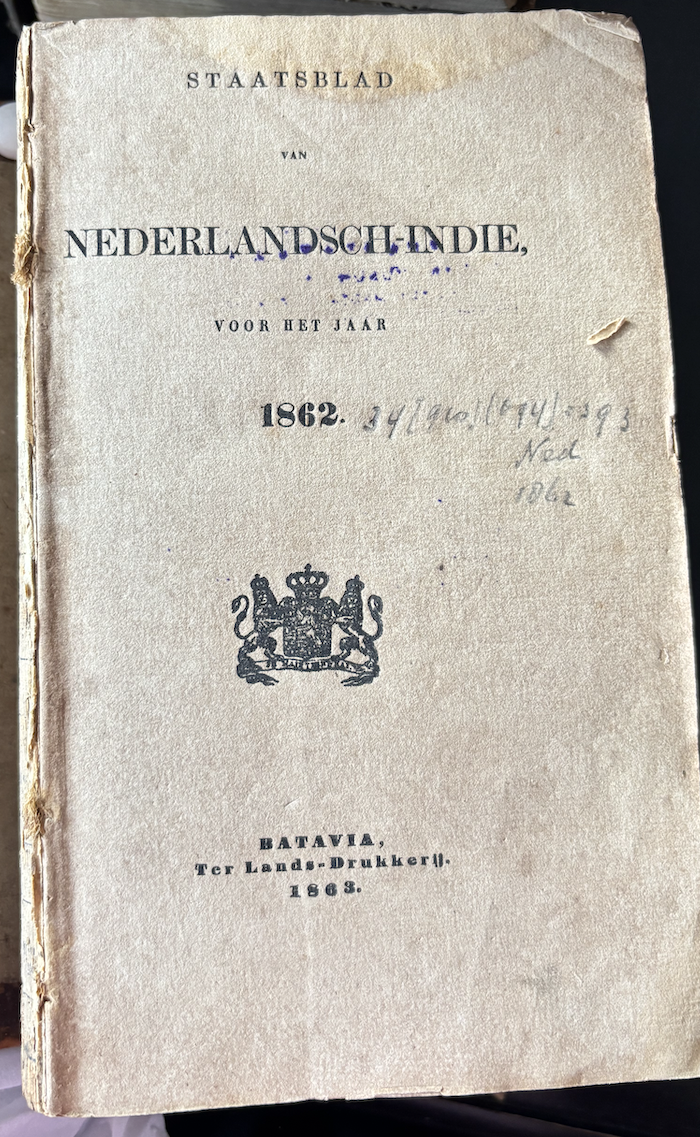 STAATSBLAD
VAN
NEDERLANDSCH-INDIE,
VOOR HET JAAR
1862.
Ned
1862
BATAVIA,
Ter Lands-Drukkerij.
1863.